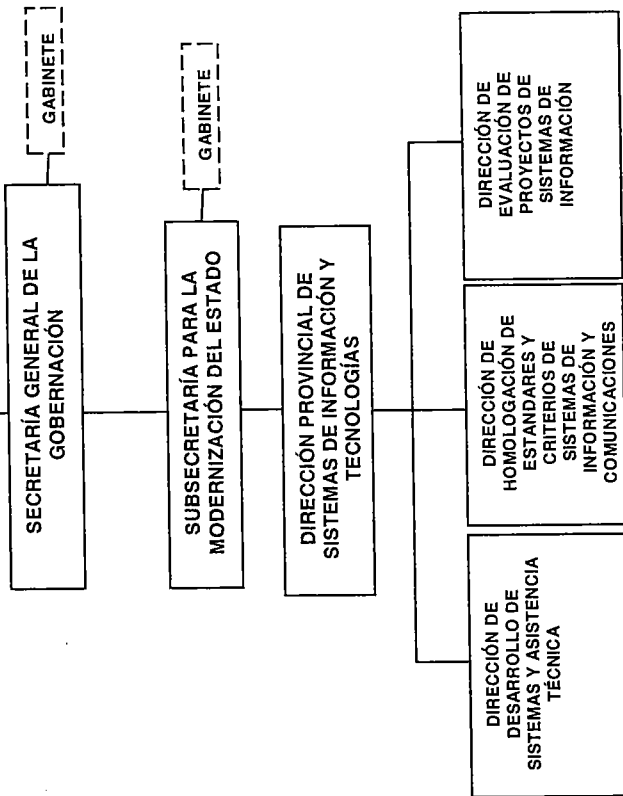 SECRETARÍA GENERAL DE LA
GOBERNACIÓN
GABINETE
SUBSECRETARÍA PARA LA
MODERNIZACIÓN DEL ESTADO
GABINETE
DIRECCIÓN PROVINCIAL DE
SISTEMAS DE INFORMACIÓN Y
TECNOLOGÍAS
DIRECCIÓN DE
DESARROLLO DE
SISTEMAS Y ASISTENCIA
TÉCNICA
DIRECCIÓN DE
HOMOLOGACIÓN DE
ESTANDARES Y
CRITERIOS DE
SISTEMAS DE
INFORMACIÓN Y
COMUNICACIONES
DIRECCIÓN DE
EVALUACIÓN DE
PROYECTOS DE
SISTEMAS DE
INFORMACIÓN